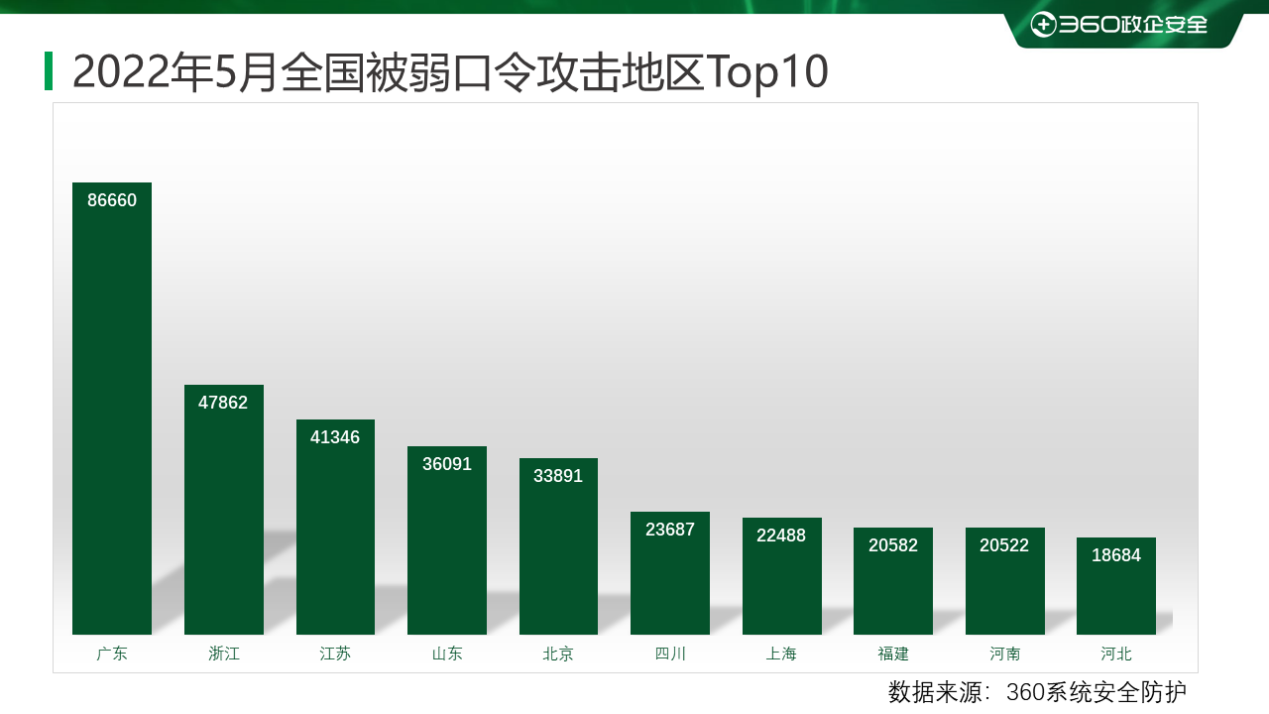 360政企安全
2022年5月全国被弱口令攻击地区Top10
86660
47862
41346
36091
33891
23687
22488
20582
20522
18684
广东 浙江 江苏 山东 北京 四川 上海 福建 河南 河北
数据来源：360系统安全防护